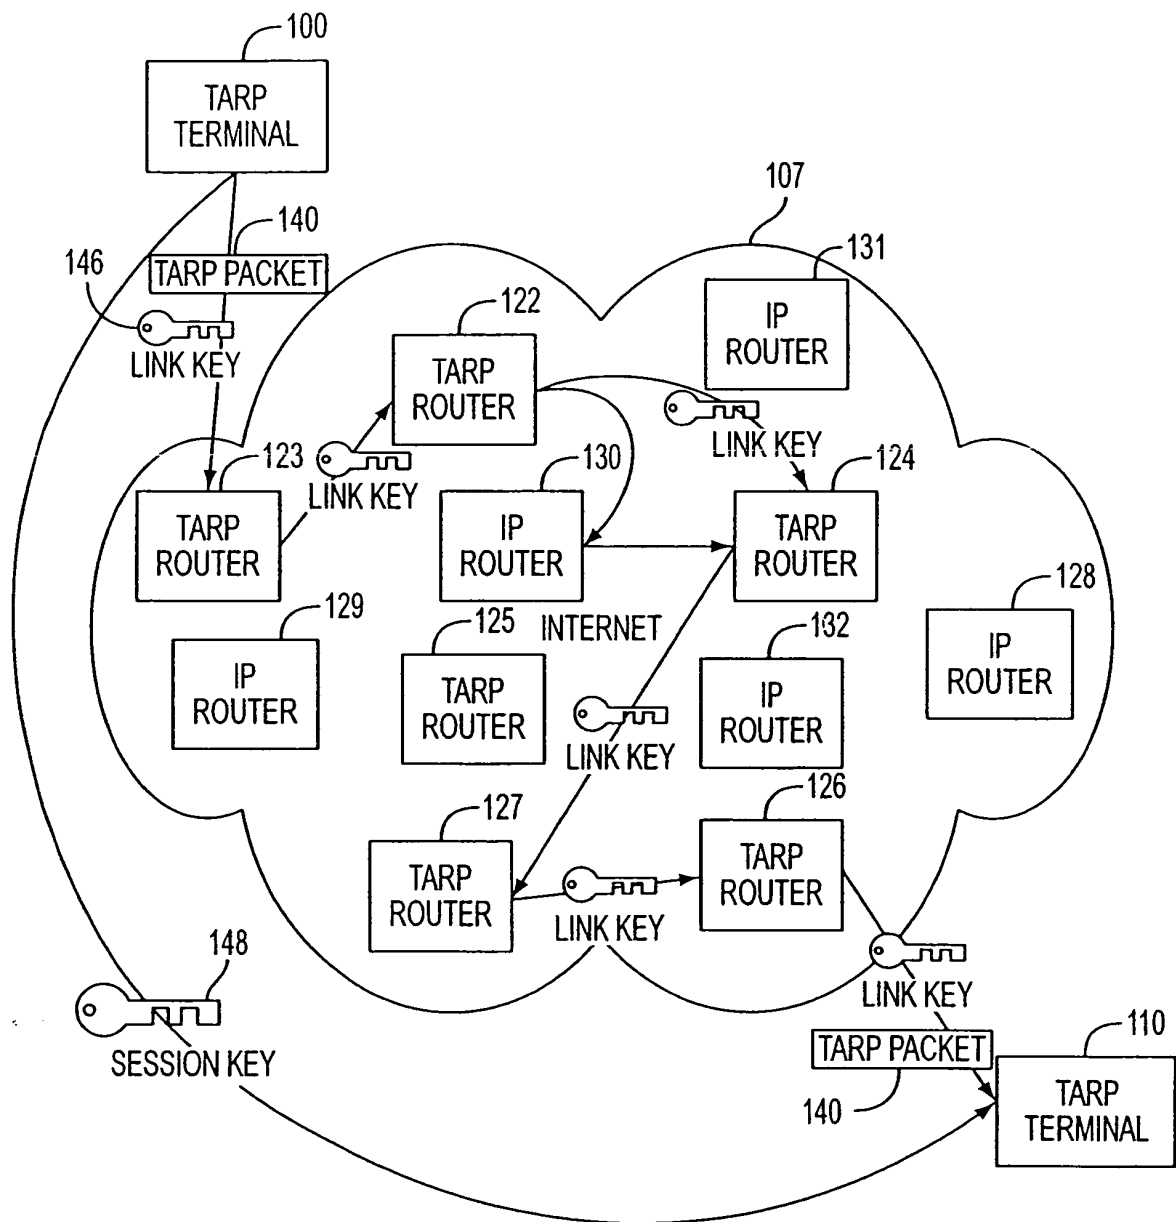 100
TARP
TERMINAL
107
140
TARP PACKET
146
LINK KEY
131
IP
ROUTER
122
TARP
ROUTER
LINK KEY
123
TARP
ROUTER
LINK KEY
130
IP
ROUTER
124
TARP
ROUTER
INTERNET
129
IP
ROUTER
125
TARP
ROUTER
132
IP
ROUTER
128
IP
ROUTER
LINK KEY
127
TARP
ROUTER
126
TARP
ROUTER
LINK KEY
LINK KEY
148
SESSION KEY
TARP PACKET
140
110
TARP
TERMINAL